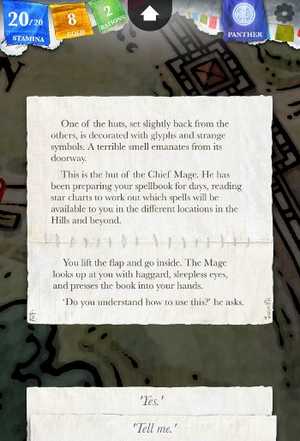 20/20
STAMINA
8
GOLD
2
RATIONS
PANTHER
One of the huts, set slightly back from the
others, is decorated with glyphs and strange
symbols. A terrible smell emanates from its
doorway.
This is the hut of the Chief Mage. He has
been preparing your spellbook for days, reading
star charts to work out which spells will be
available to you in the different locations in the
Hills and beyond.
You lift the flap and go inside. The Mage
looks up at you with haggard, sleepless eyes,
and presses the book into your hands.
'Do you understand how to use this?' he asks.
'Yes.'
'Tell me.'